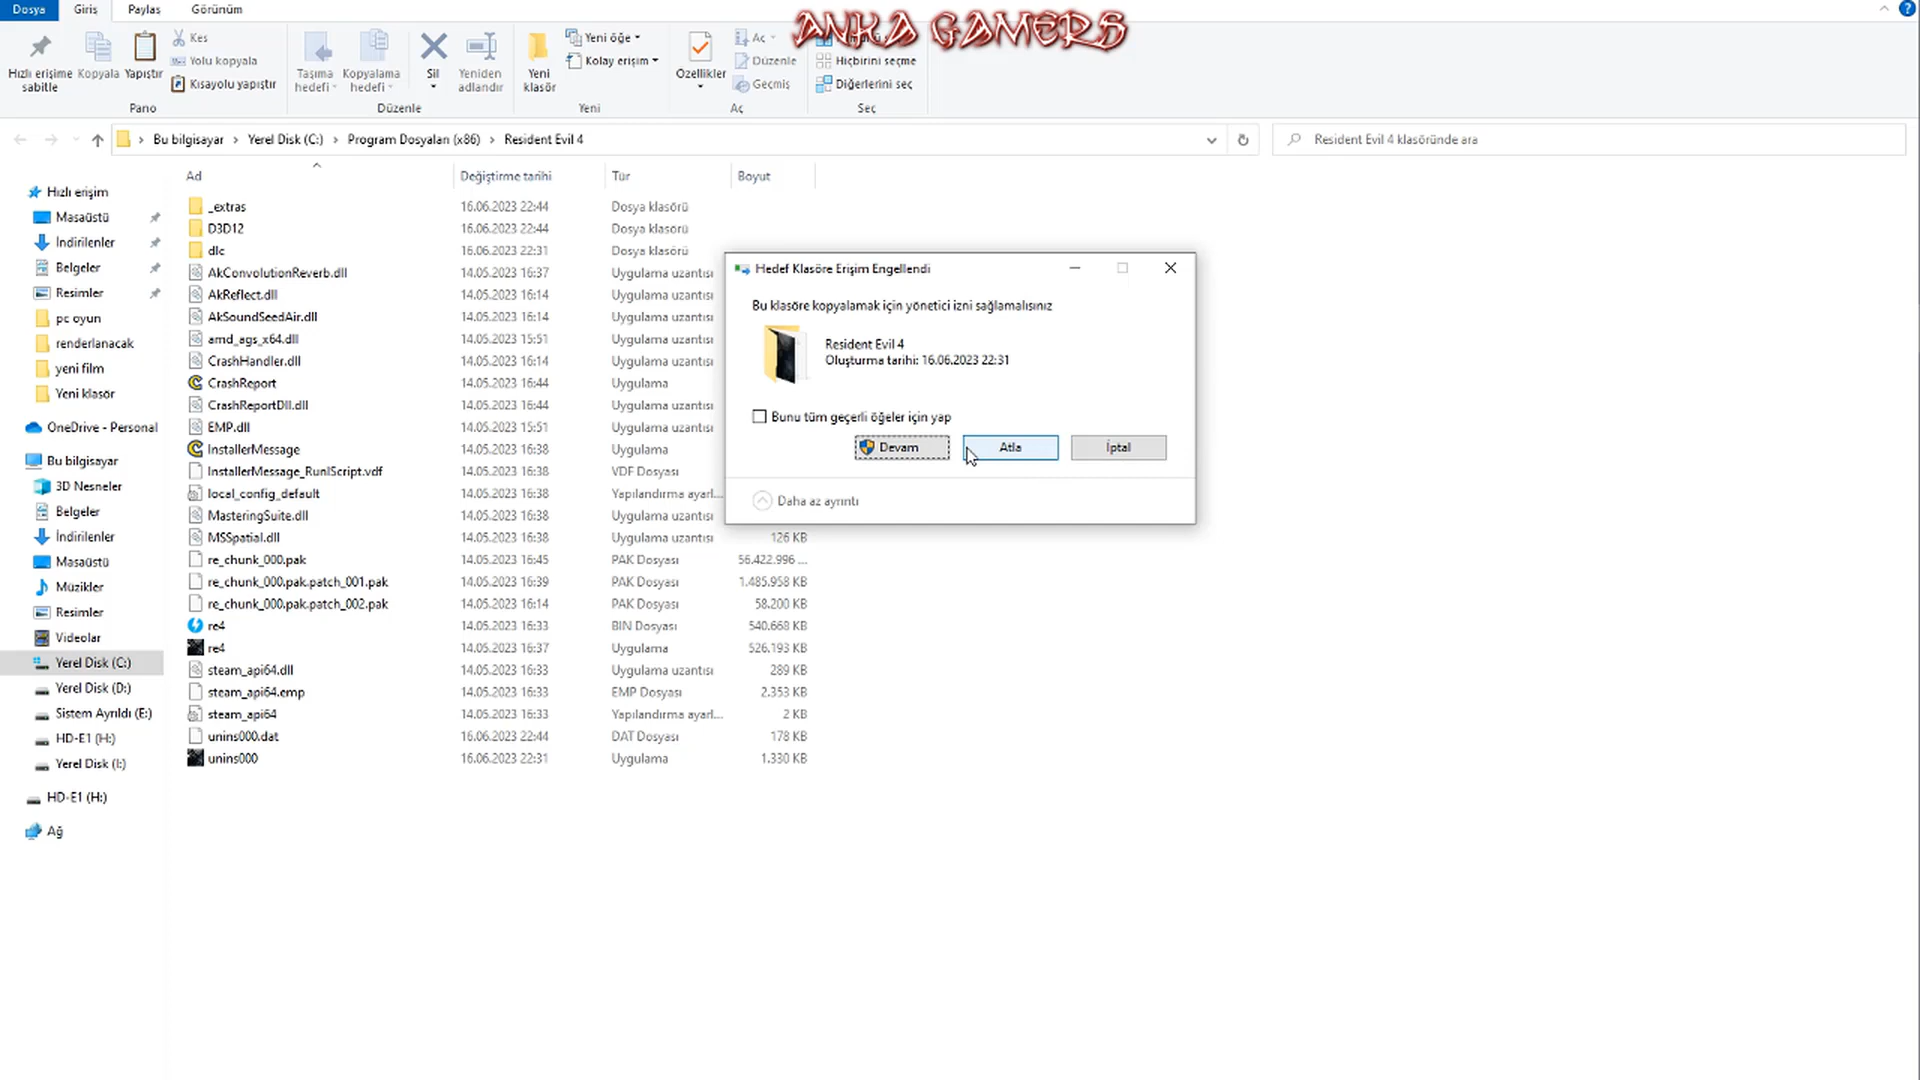 Dosya Giriş Paylaş Görünüm
ANKA GAMERS
Hızlı erişime sabitle
Kopyala
Yapıştır
Kes
Yolu kopyala
Kısayolu yapıştır
Pano
Taşıma hedefi
Kopyalama hedefi
Sil
Yeniden adlandır
Düzenle
Yeni klasör
Yeni öğe
Kolay erişim
Yeni
Özellikler
Aç
Düzenle
Geçmiş
Aç
Hiçbirini seçme
Diğerlerini seç
Seç
Bu bilgisayar › Yerel Disk (C:) › Program Dosyaları (x86) › Resident Evil 4
Resident Evil 4 klasöründe ara
Hızlı erişim
Masaüstü
İndirilenler
Belgeler
Resimler
pc oyun
renderlanacak
yeni film
Yeni klasör
OneDrive - Personal
Bu bilgisayar
3D Nesneler
Belgeler
İndirilenler
Masaüstü
Müzikler
Resimler
Videolar
Yerel Disk (C:)
Yerel Disk (D:)
Sistem Ayrıldı (E:)
HD-E1 (H:)
Yerel Disk (I:)
HD-E1 (H:)
Ağ
Ad Değiştirme tarihi Tür Boyut
_extras 16.06.2023 22:44 Dosya klasörü
D3D12 16.06.2023 22:44 Dosya klasörü
dlc 16.06.2023 22:31 Dosya klasörü
AkConvolutionReverb.dll 14.05.2023 16:37 Uygulama uzantısı
AkReflect.dll 14.05.2023 16:14 Uygulama uzantısı
AkSoundSeedAir.dll 14.05.2023 16:14 Uygulama uzantısı
amd_ags_x64.dll 14.05.2023 15:51 Uygulama uzantısı
CrashHandler.dll 14.05.2023 16:14 Uygulama uzantısı
CrashReport 14.05.2023 16:44 Uygulama
CrashReportDll.dll 14.05.2023 16:44 Uygulama uzantısı
EMP.dll 14.05.2023 15:51 Uygulama uzantısı
InstallerMessage 14.05.2023 16:38 Uygulama
InstallerMessage_RunIScript.vdf 14.05.2023 16:38 VDF Dosyası
local_config_default 14.05.2023 16:38 Yapılandırma ayarl...
MasteringSuite.dll 14.05.2023 16:38 Uygulama uzantısı
MSSpatial.dll 14.05.2023 16:38 Uygulama uzantısı 126 KB
re_chunk_000.pak 14.05.2023 16:45 PAK Dosyası 56.422.996 ...
re_chunk_000.pak.patch_001.pak 14.05.2023 16:39 PAK Dosyası 1.485.958 KB
re_chunk_000.pak.patch_002.pak 14.05.2023 16:14 PAK Dosyası 58.200 KB
re4 14.05.2023 16:33 BIN Dosyası 540.668 KB
re4 14.05.2023 16:37 Uygulama 526.193 KB
steam_api64.dll 14.05.2023 16:33 Uygulama uzantısı 289 KB
steam_api64.emp 14.05.2023 16:33 EMP Dosyası 2.353 KB
steam_api64 14.05.2023 16:33 Yapılandırma ayarl... 2 KB
unins000.dat 16.06.2023 22:44 DAT Dosyası 178 KB
unins000 16.06.2023 22:31 Uygulama 1.330 KB
Hedef Klasöre Erişim Engellendi
Bu klasöre kopyalamak için yönetici izni sağlamalısınız
Resident Evil 4
Oluşturma tarihi: 16.06.2023 22:31
Bunu tüm geçerli öğeler için yap
Devam Atla İptal
Daha az ayrıntı